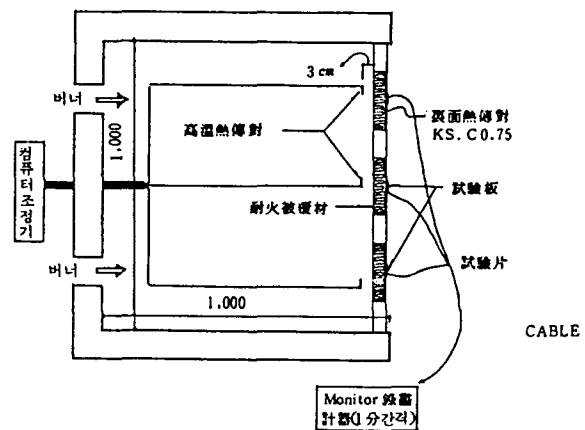 3 cm
버너
1.000
高温熱傳對
裏面熱傳對
KS. C 0.75
컴퓨터조정기
試驗板
耐火被覆材
버너
試驗片
1.000
CABLE
Monitor 錄畵
計器(1分간격)